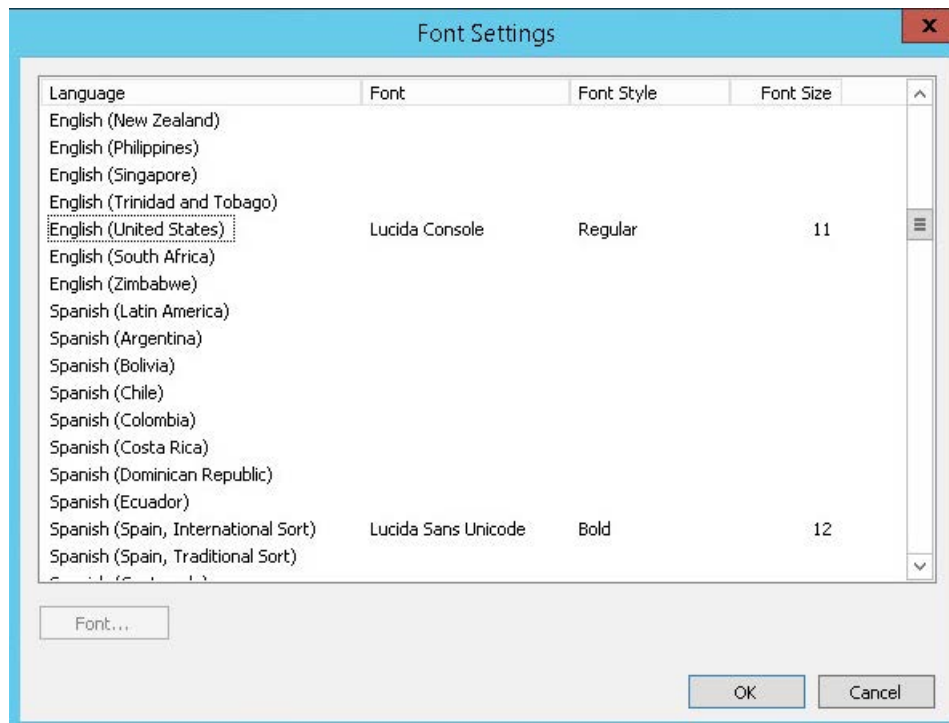 Font Settings
x
Language Font Font Style Font Size
English (New Zealand)
English (Philippines)
English (Singapore)
English (Trinidad and Tobago)
English (United States) Lucida Console Regular 11
English (South Africa)
English (Zimbabwe)
Spanish (Latin America)
Spanish (Argentina)
Spanish (Bolivia)
Spanish (Chile)
Spanish (Colombia)
Spanish (Costa Rica)
Spanish (Dominican Republic)
Spanish (Ecuador)
Spanish (Spain, International Sort) Lucida Sans Unicode Bold 12
Spanish (Spain, Traditional Sort)
Font...
OK Cancel